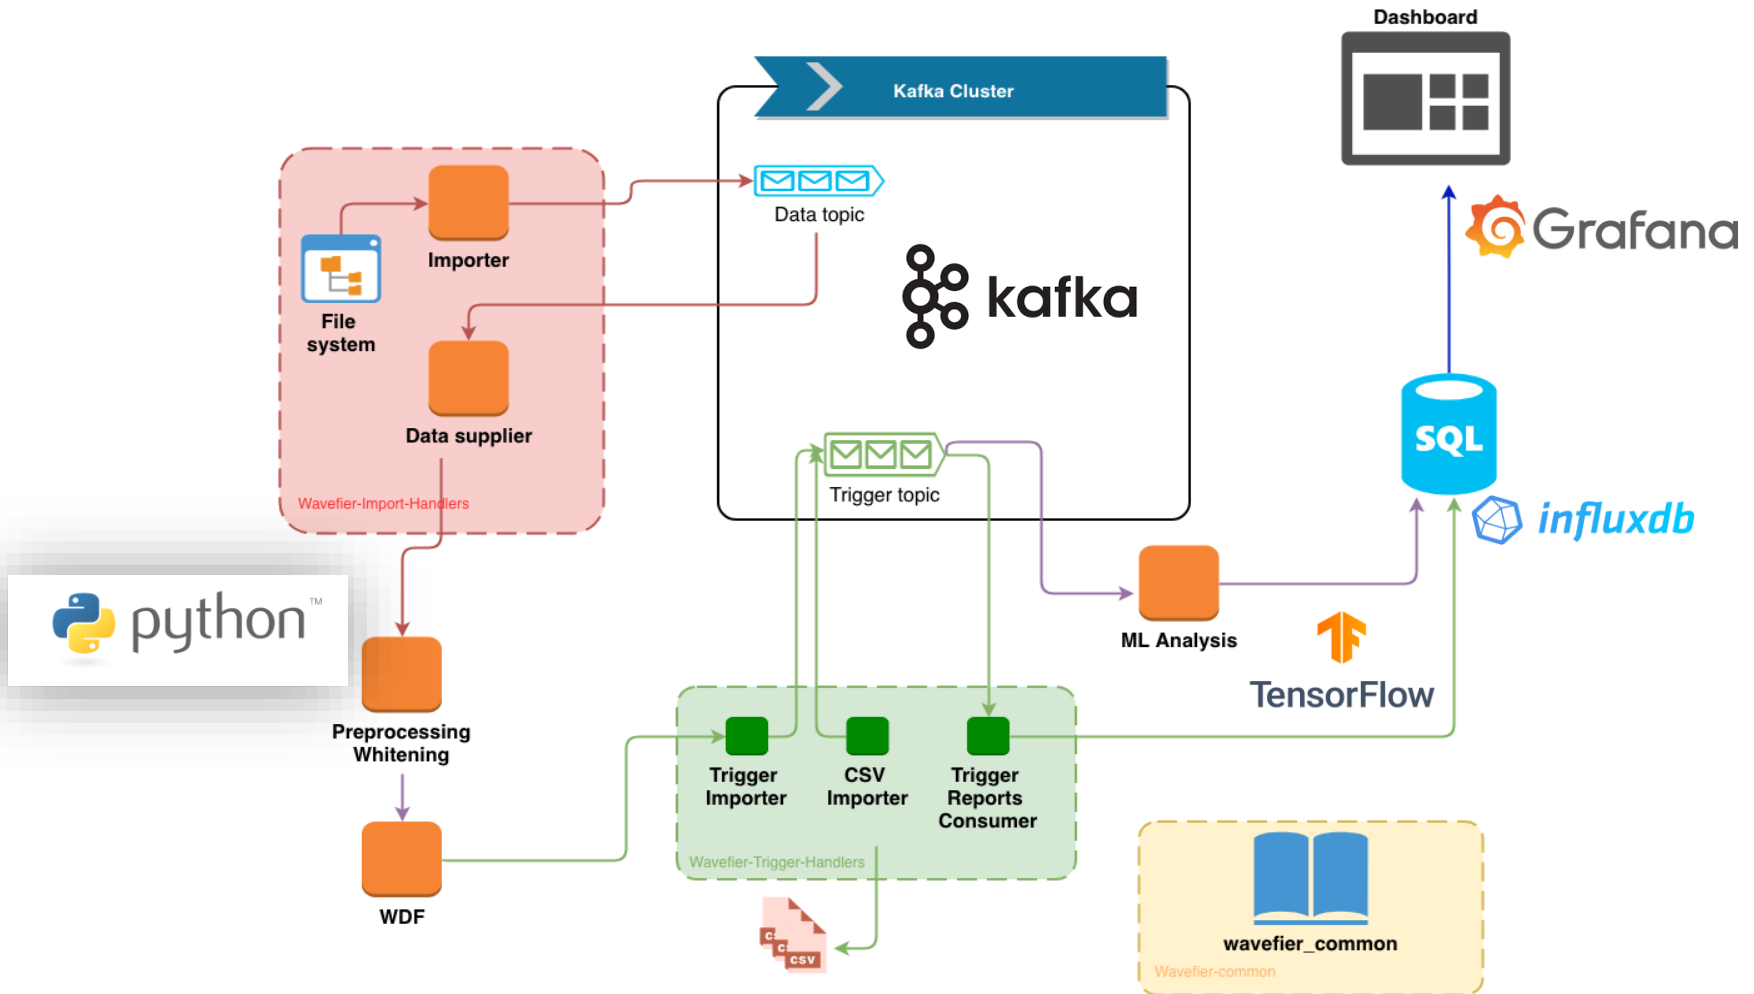 Dashboard
Kafka Cluster
Data topic
kafka
Grafana
Importer
File
system
Data supplier
Wavefier-Import-Handlers
SQL
influxdb
Trigger topic
python™
ML Analysis
TensorFlow
Preprocessing
Whitening
Trigger
Importer
CSV
Importer
Trigger
Reports
Consumer
Wavefier-Trigger-Handlers
WDF
cs
c
csv
wavefier_common
Wavefier-common